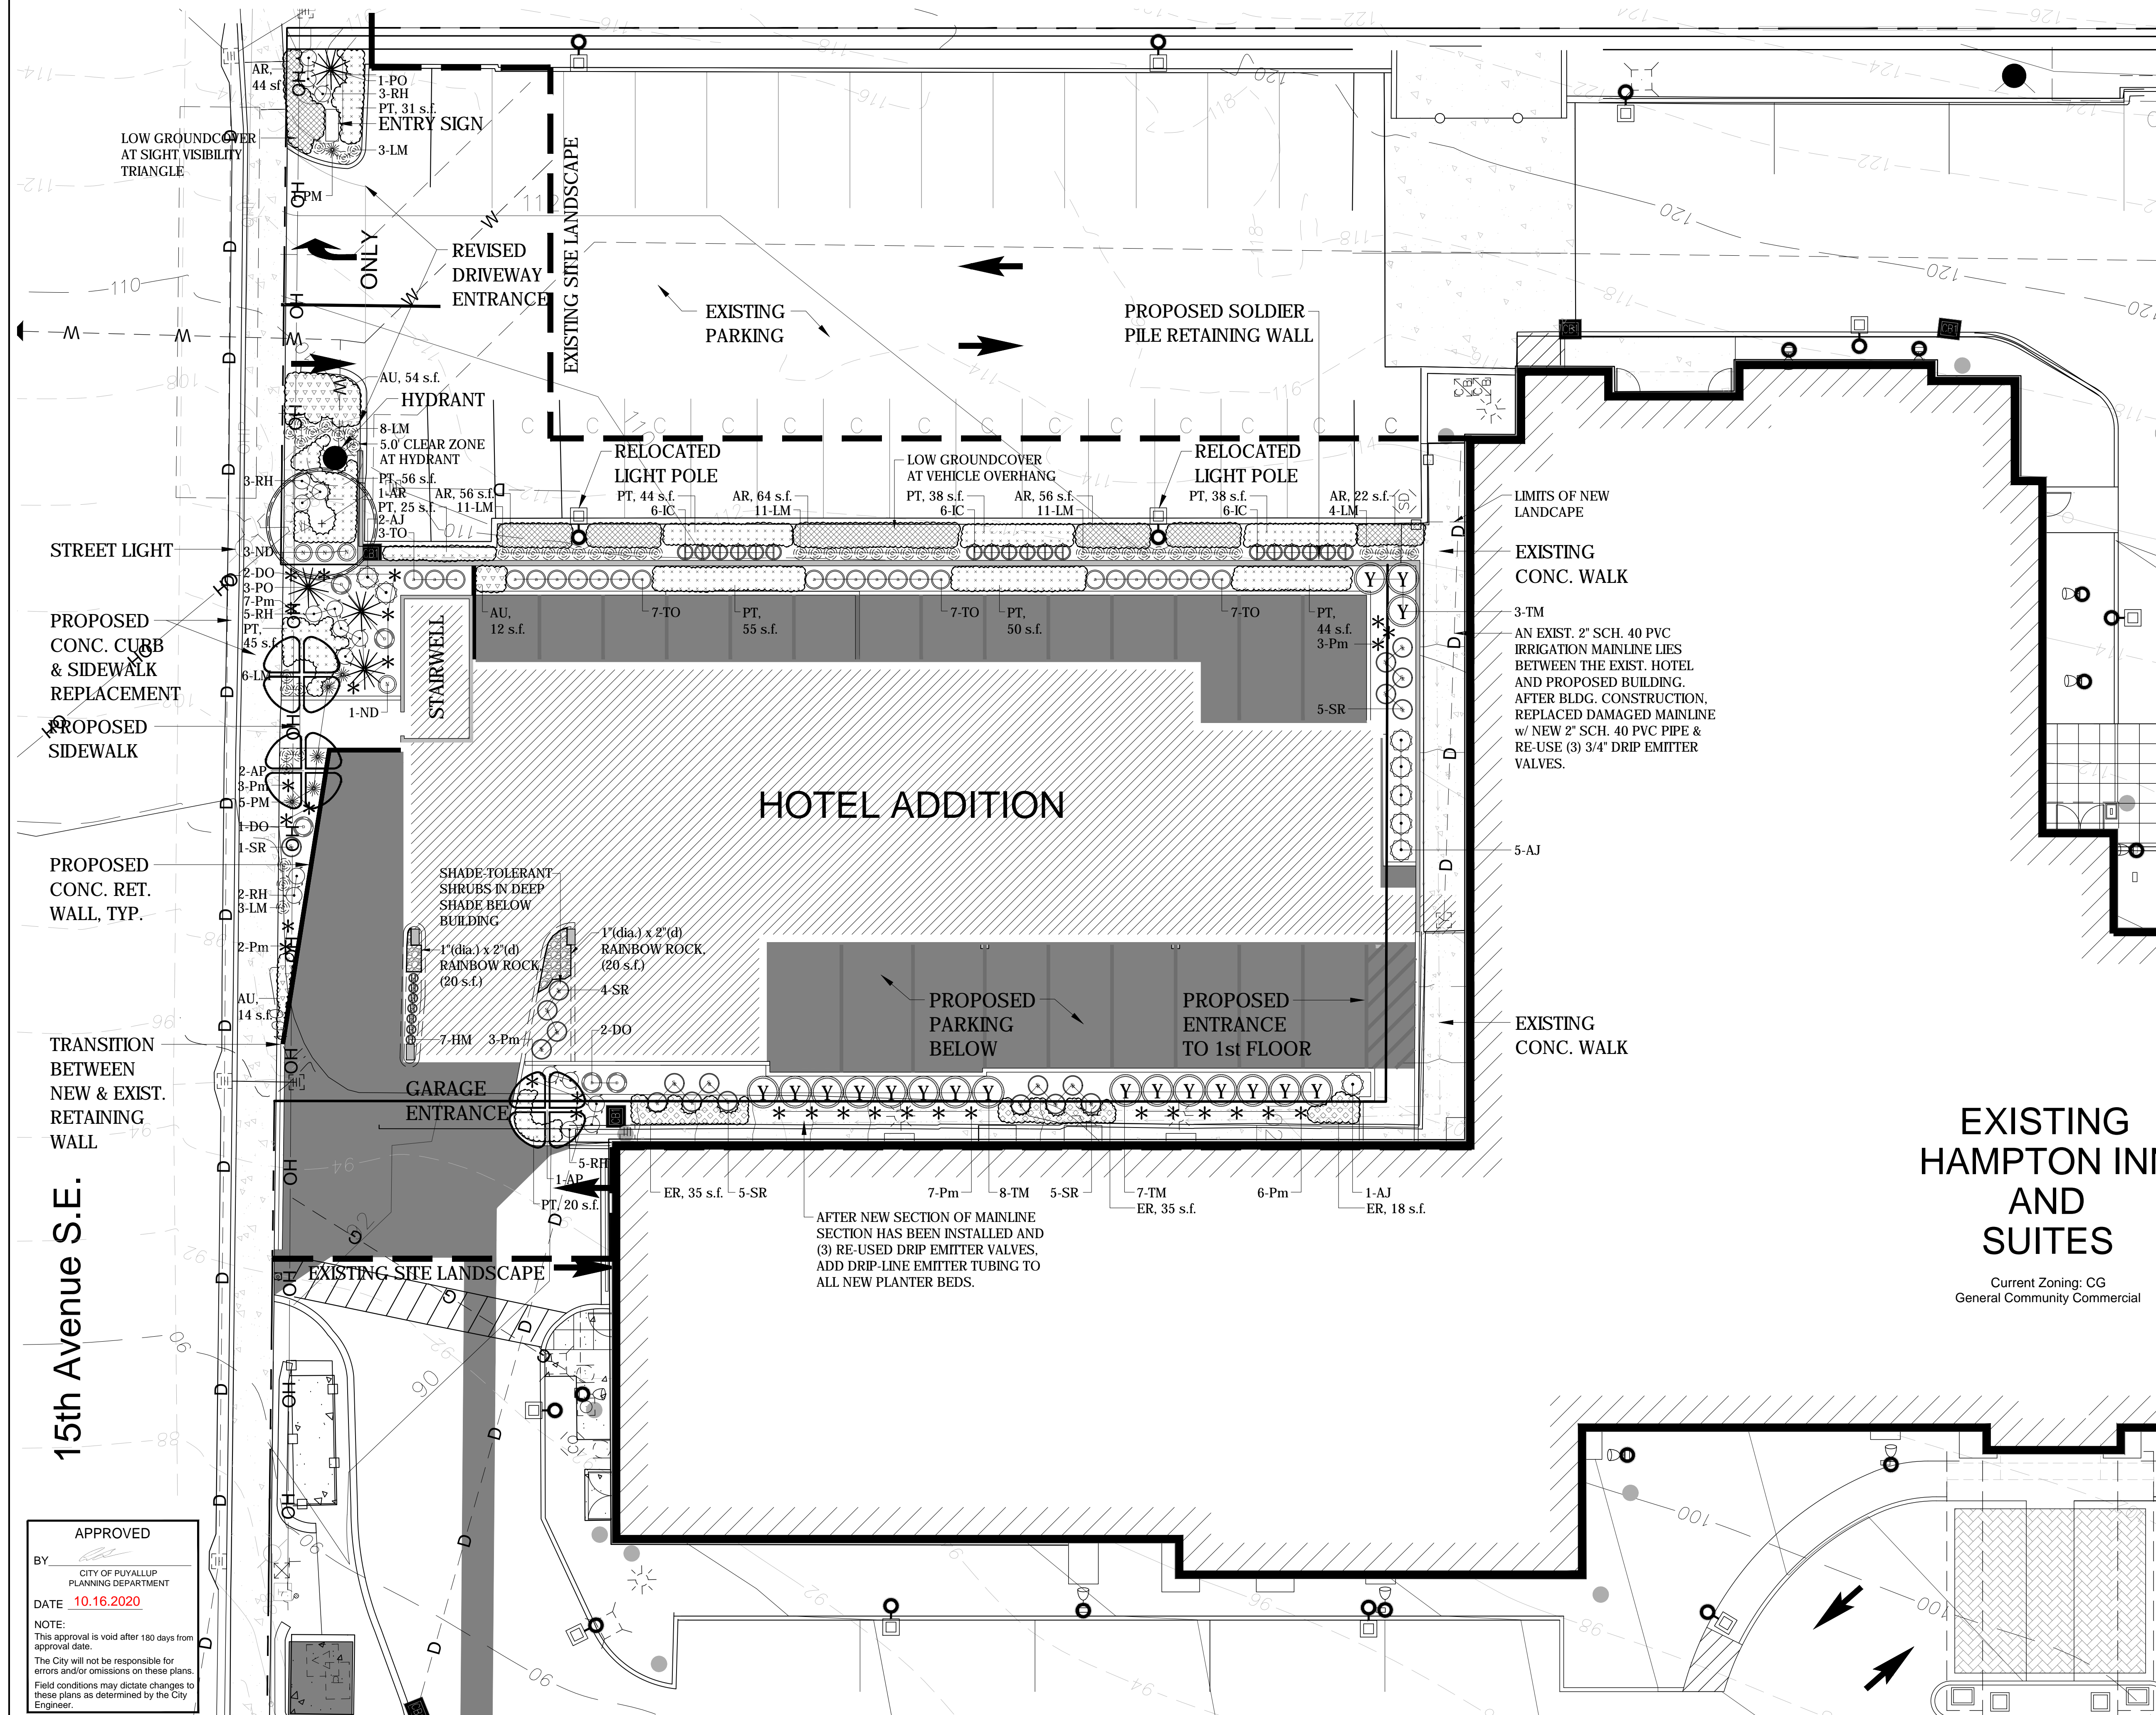 AR,
44 sf
1-PO
3-RH
PT, 31 s.f.
ENTRY SIGN
3-LM
LOW GROUNDCOVER
AT SIGHT VISIBILITY
TRIANGLE
1-PM
ONLY
REVISED
DRIVEWAY
ENTRANCE
EXISTING SITE LANDSCAPE
EXISTING
PARKING
PROPOSED SOLDIER
PILE RETAINING WALL
AU, 54 s.f.
HYDRANT
8-LM
5.0' CLEAR ZONE
AT HYDRANT
3-RH
PT, 56 s.f.
1-AR
PT, 25 s.f.
2-AJ
3-TO
AR, 56 s.f.
11-LM
RELOCATED
LIGHT POLE
PT, 44 s.f.
6-IC
AR, 64 s.f.
11-LM
LOW GROUNDCOVER
AT VEHICLE OVERHANG
PT, 38 s.f.
6-IC
AR, 56 s.f.
11-LM
RELOCATED
LIGHT POLE
PT, 38 s.f.
6-IC
AR, 22 s.f.
4-LM
LIMITS OF NEW
LANDCAPE
EXISTING
CONC. WALK
STREET LIGHT
3-ND
2-DO
3-PO
7-Pm
5-RH
PT,
45 s.f.
6-LM
1-ND
PROPOSED
CONC. CURB
& SIDEWALK
REPLACEMENT
PROPOSED
SIDEWALK
STAIRWELL
AU,
12 s.f.
7-TO
PT,
55 s.f.
7-TO
PT,
50 s.f.
7-TO
PT,
44 s.f.
3-Pm
5-SR
3-TM
AN EXIST. 2" SCH. 40 PVC
IRRIGATION MAINLINE LIES
BETWEEN THE EXIST. HOTEL
AND PROPOSED BUILDING.
AFTER BLDG. CONSTRUCTION,
REPLACED DAMAGED MAINLINE
w/ NEW 2" SCH. 40 PVC PIPE &
RE-USE (3) 3/4" DRIP EMITTER
VALVES.
5-AJ
HOTEL ADDITION
2-AP
3-Pm
5-PM
1-DO
1-SR
2-RH
3-LM
2-Pm
AU,
14 s.f.
PROPOSED
CONC. RET.
WALL, TYP.
SHADE-TOLERANT
SHRUBS IN DEEP
SHADE BELOW
BUILDING
1"(dia.) x 2"(d)
RAINBOW ROCK,
(20 s.f.)
1"(dia.) x 2"(d)
RAINBOW ROCK,
(20 s.f.)
4-SR
2-DO
7-HM
3-Pm
PROPOSED
PARKING
BELOW
PROPOSED
ENTRANCE
TO 1st FLOOR
EXISTING
CONC. WALK
TRANSITION
BETWEEN
NEW & EXIST.
RETAINING
WALL
GARAGE
ENTRANCE
5-RH
1-AP
PT, 20 s.f.
ER, 35 s.f.
5-SR
7-Pm
8-TM
5-SR
7-TM
ER, 35 s.f.
6-Pm
1-AJ
ER, 18 s.f.
AFTER NEW SECTION OF MAINLINE
SECTION HAS BEEN INSTALLED AND
(3) RE-USED DRIP EMITTER VALVES,
ADD DRIP-LINE EMITTER TUBING TO
ALL NEW PLANTER BEDS.
EXISTING SITE LANDSCAPE
EXISTING
HAMPTON INN
AND
SUITES
Current Zoning: CG
General Community Commercial
15th Avenue S.E.
APPROVED
BY
CITY OF PUYALLUP
PLANNING DEPARTMENT
DATE 10.16.2020
NOTE:
This approval is void after 180 days from
approval date.
The City will not be responsible for
errors and/or omissions on these plans.
Field conditions may dictate changes to
these plans as determined by the City
Engineer.